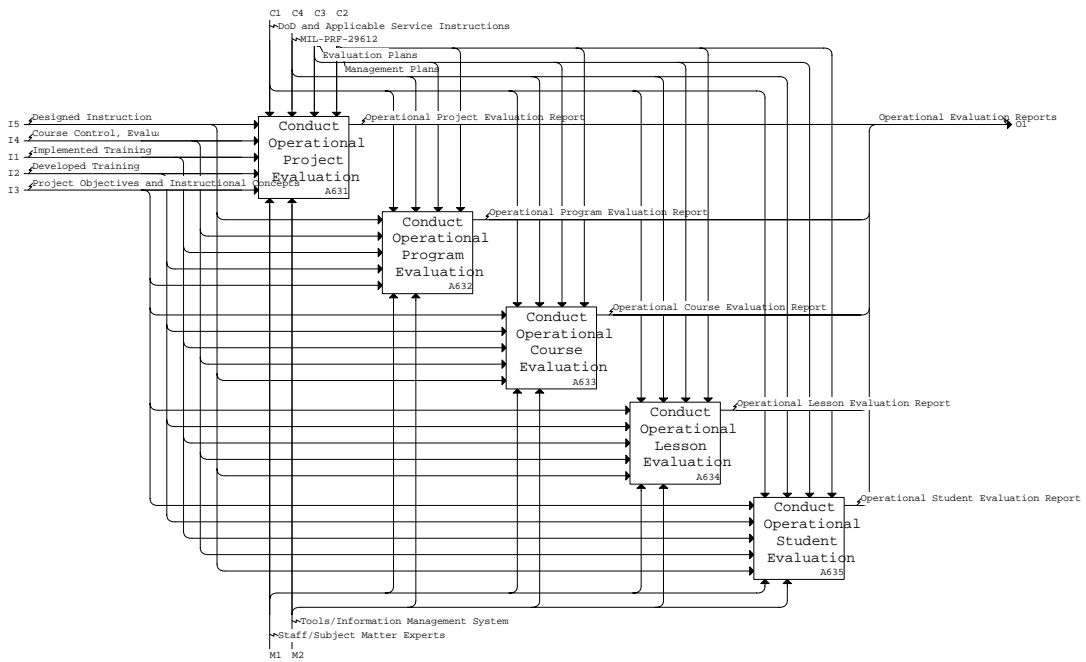 C1 C4 C3 C2
DoD and Applicable Service Instructions
MIL-PRF-29612
Evaluation Plans
Management Plans
I5 Designed Instruction
I4 Course Control, Evalu
I1 Implemented Training
I2 Developed Training
I3 Project Objectives and Instructional Concepts
Conduct
Operational
Project
Evaluation
A631
Operational Project Evaluation Report
Operational Evaluation Reports
O1
Operational Program Evaluation Report
Conduct
Operational
Program
Evaluation
A632
Operational Course Evaluation Report
Conduct
Operational
Course
Evaluation
A633
Operational Lesson Evaluation Report
Conduct
Operational
Lesson
Evaluation
A634
Operational Student Evaluation Report
Conduct
Operational
Student
Evaluation
A635
Tools/Information Management System
Staff/Subject Matter Experts
M1 M2